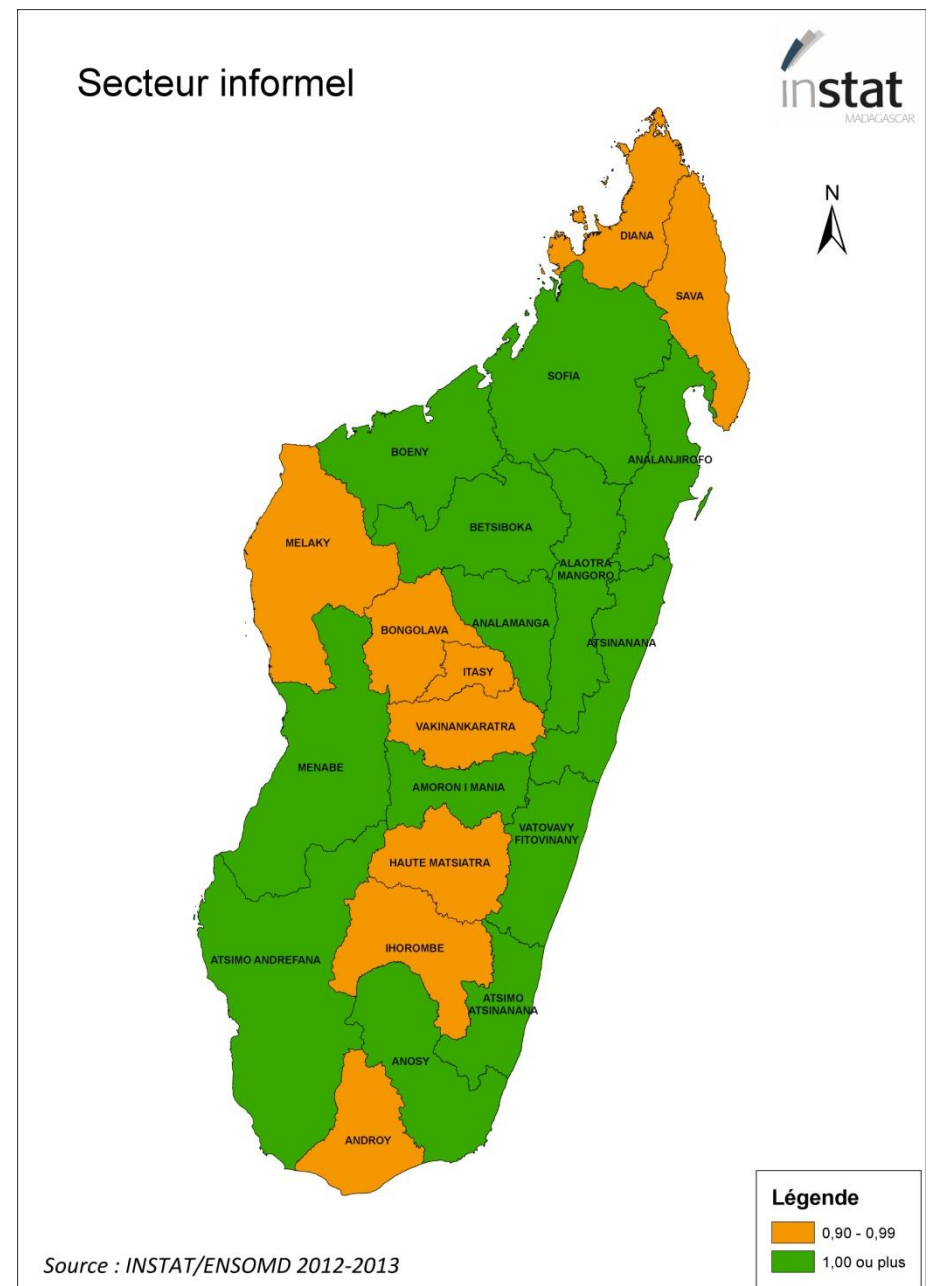 Secteur informel
instat
MADAGASCAR
N
DIANA
SAVA
SOFIA
BOENY
ANALANJIROFO
BETSIBOKA
MELAKY
ALAOTRA
MANGORO
BONGOLAVA
ANALAMANGA
ATSINANANA
ITASY
VAKINANKARATRA
MENABE
AMORON I MANIA
VATOVAVY
FITOVINANY
HAUTE MATSIATRA
IHOROMBE
ATSIMO ANDREFANA
ATSIMO
ATSINANANA
ANOSY
ANDROY
Légende
0,90 - 0,99
1,00 ou plus
Source : INSTAT/ENSOMD 2012-2013